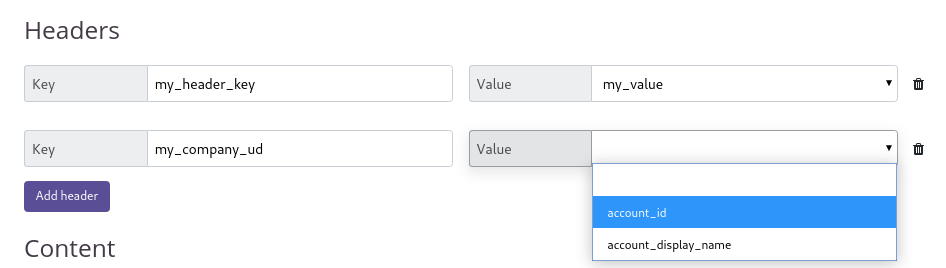 Headers
Key my_header_key Value my_value
Key my_company_ud Value
account_id
Add header
account_display_name
Content